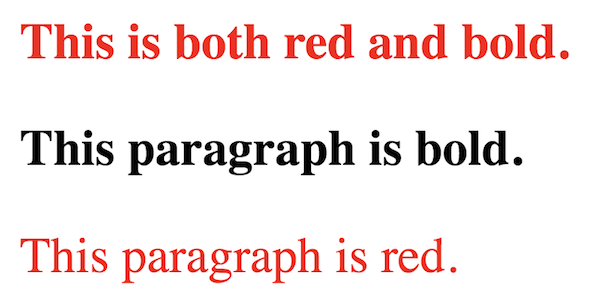 This is both red and bold.
This paragraph is bold.
This paragraph is red.